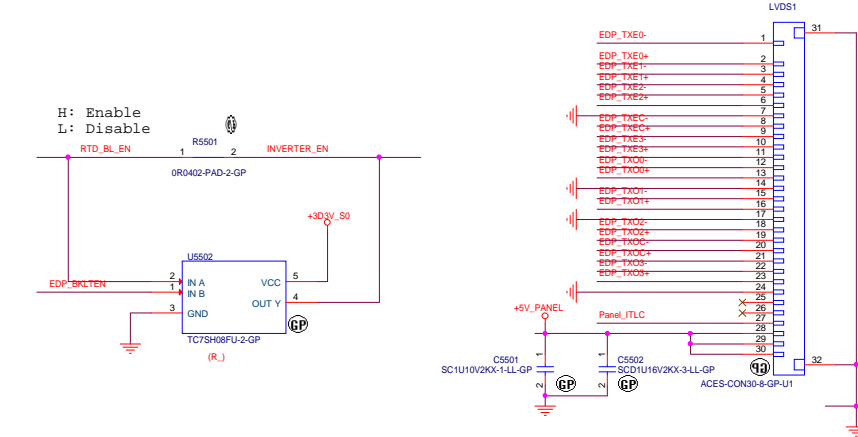 LVDS1
H: Enable
L: Disable
RTD_BL_EN
1
R5501
2
INVERTER_EN
0R0402-PAD-2-GP
+3D3V_S0
U5502
EDP_BKLTEN
2
1
3
IN A
IN B
GND
VCC
OUT Y
5
4
GP
TC7SH08FU-2-GP
(R_)
EDP_TXE0-
1
EDP_TXE0+
2
EDP_TXE1-
3
EDP_TXE1+
4
EDP_TXE2-
5
EDP_TXE2+
6
7
EDP_TXEC-
8
EDP_TXEC+
9
EDP_TXE3-
10
EDP_TXE3+
11
EDP_TXO0-
12
EDP_TXO0+
13
14
EDP_TXO1-
15
EDP_TXO1+
16
17
EDP_TXO2-
18
EDP_TXO2+
19
EDP_TXOC-
20
EDP_TXOC+
21
EDP_TXO3-
22
EDP_TXO3+
23
24
25
26
Panel_ITLC
27
28
29
30
31
32
+5V_PANEL
1
C5501
SC1U10V2KX-1-LL-GP
2
GP
1
C5502
SCD1U16V2KX-3-LL-GP
2
GP
GP
ACES-CON30-8-GP-U1